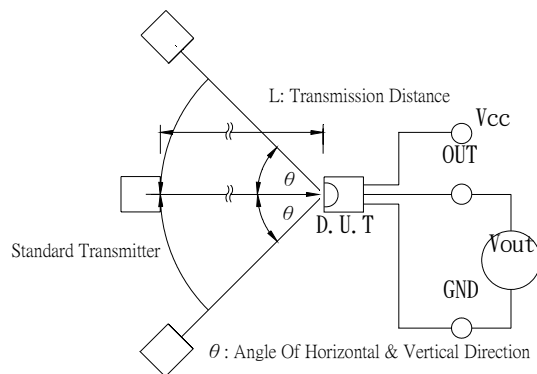 L: Transmission Distance
Vcc
OUT
θ
θ
D.U.T
Standard Transmitter
Vout
GND
θ : Angle Of Horizontal & Vertical Direction